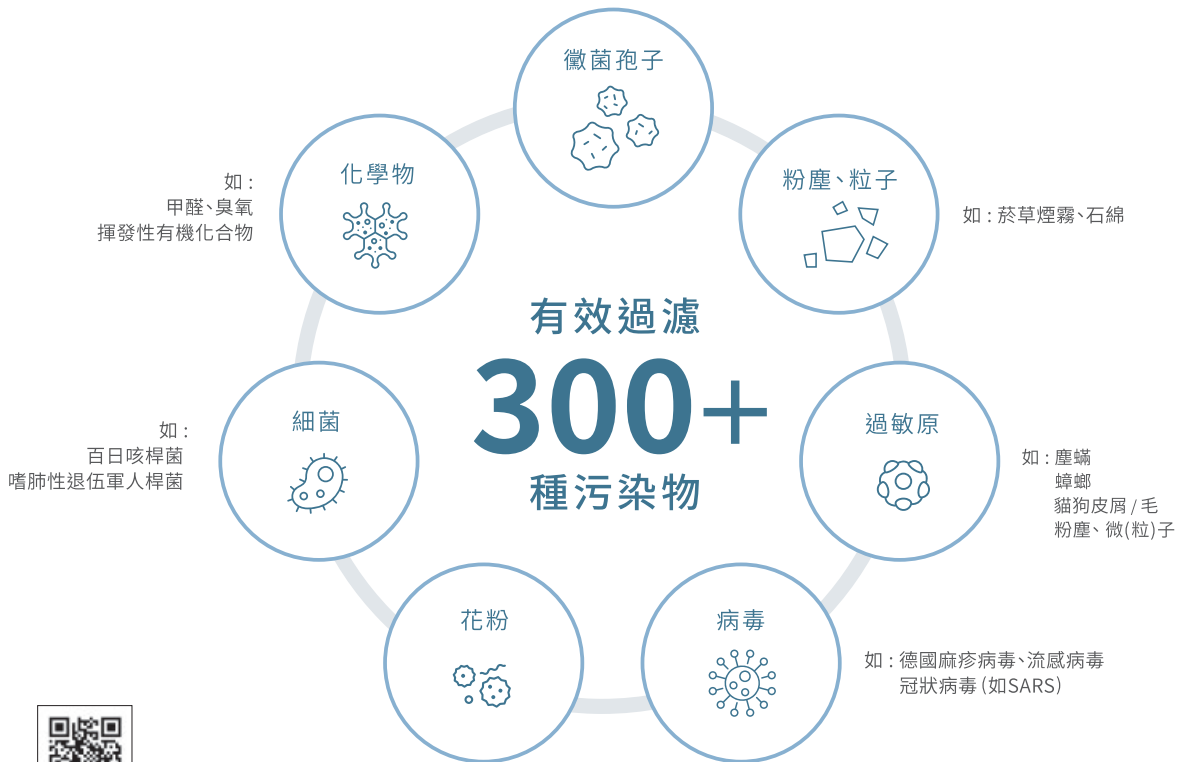 黴菌孢子
化學物
如 :
甲醛、臭氧
揮發性有機化合物
粉塵、粒子
如 : 菸草煙霧、石綿
有效過濾
300+
種污染物
細菌
如 :
百日咳桿菌
嗜肺性退伍軍人桿菌
過敏原
如 : 塵蟎
蟑螂
貓狗皮屑 / 毛
粉塵、微(粒)子
花粉
病毒
如 : 德國麻疹病毒、流感病毒
冠狀病毒 (如SARS)